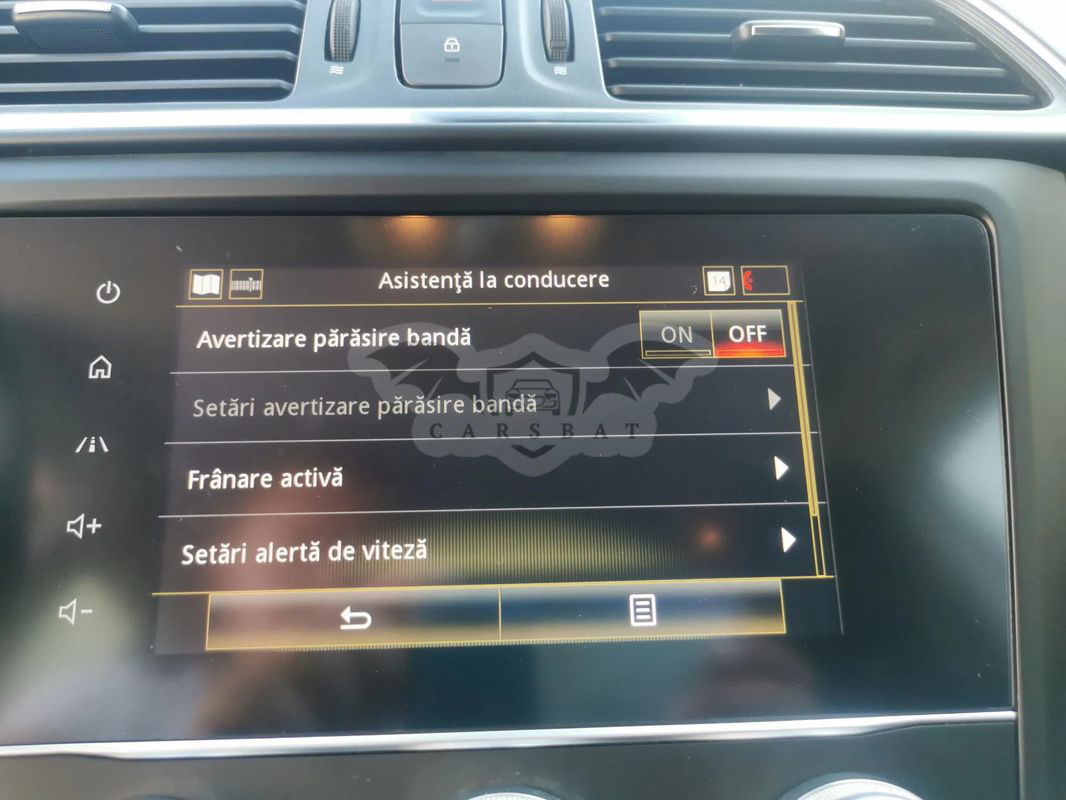 Asistenţă la conducere
14
Avertizare părăsire bandă
ON OFF
Setări avertizare părăsire bandă
CARSBAT
Frânare activă
Setări alertă de viteză